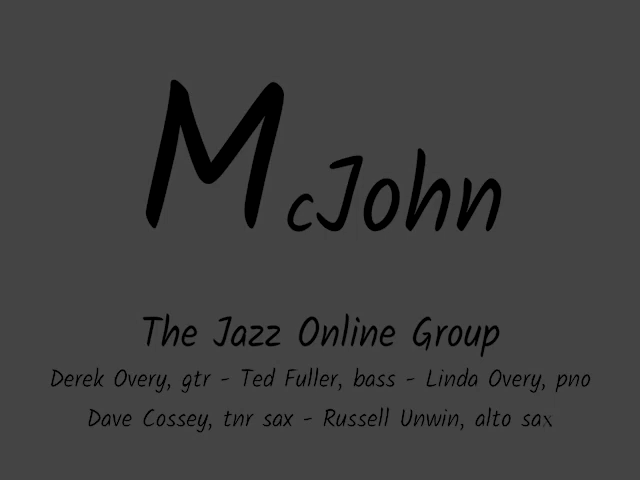 McJohn
The Jazz Online Group
Derek Overy, gtr - Ted Fuller, bass - Linda Overy, pno
Dave Cossey, tnr sax - Russell Unwin, alto sax